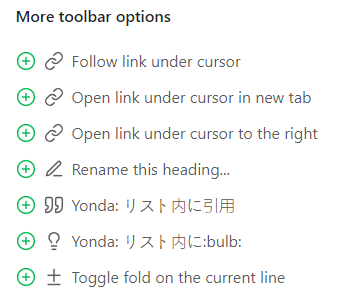 More toolbar options
Follow link under cursor
Open link under cursor in new tab
Open link under cursor to the right
Rename this heading...
Yonda: リスト内に引用
Yonda: リスト内に:bulb:
Toggle fold on the current line